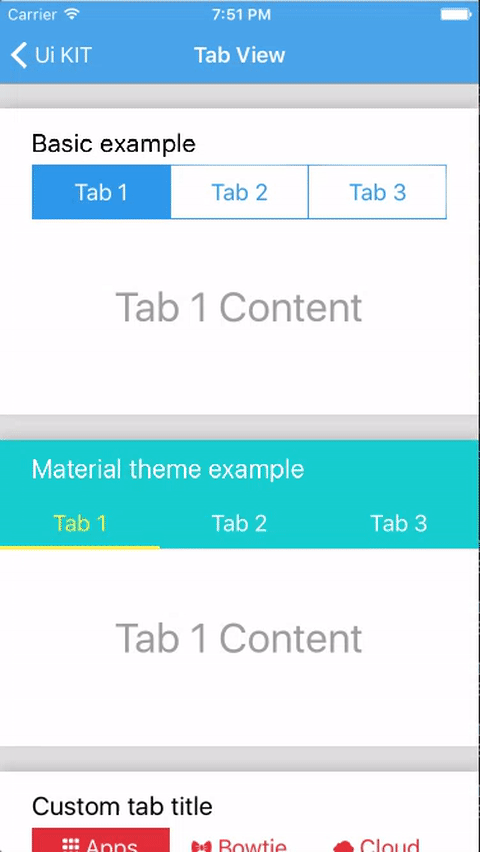 Carrier 7:51 PM
Ui KIT Tab View
Basic example
Tab 1 Tab 2 Tab 3
Tab 1 Content
Material theme example
Tab 1 Tab 2 Tab 3
Tab 1 Content
Custom tab title
Apps Bowtie Cloud